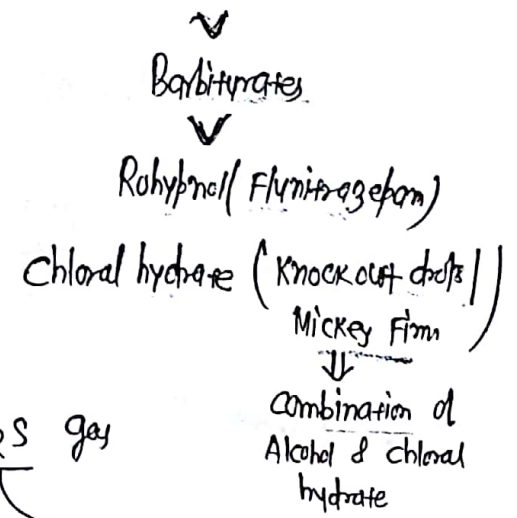 Barbiturates
Rohypnol ( Flunitrazepam)
Chloral hydrate ( Knock out drops /
Mickey Finn )
combination of
Alcohol & chloral
hydrate
S gas